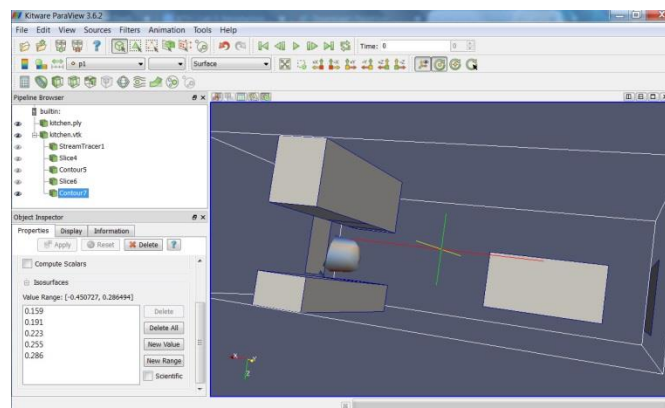 Kitware ParaView 3.6.2
File Edit View Sources Filters Animation Tools Help
Time: 0 0
p1 Surface
Pipeline Browser
builtin:
kitchen.ply
kitchen.vtk
StreamTracer1
Slice4
Contour5
Slice6
Contour7
Object Inspector
Properties Display Information
Apply Reset Delete ?
Compute Scalars
Isosurfaces
Value Range: [-0.450727, 0.286494]
0.159
0.191
0.223
0.255
0.286
Delete
Delete All
New Value
New Range
Scientific
X Y
Z